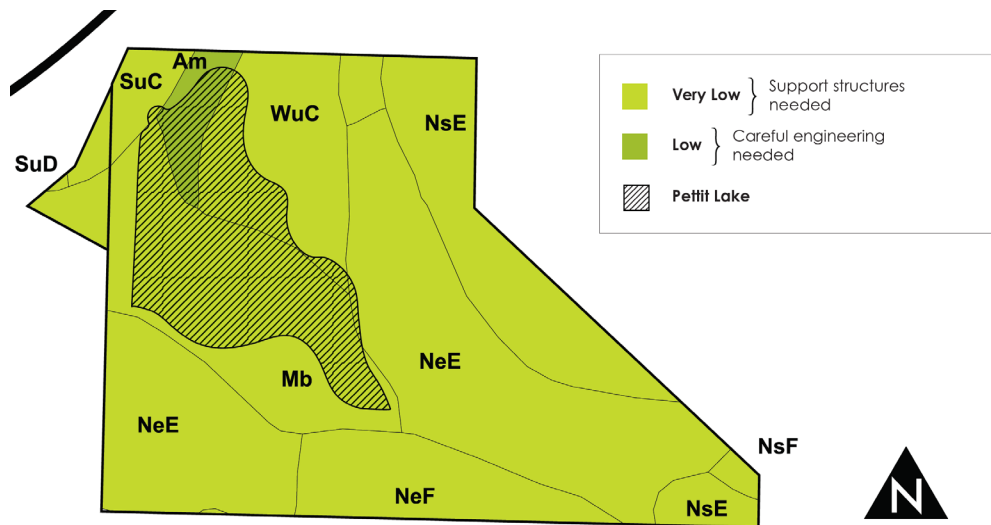 Am
SuC
WuC
NsE
SuD
NeE
Mb
NeE
NsF
NeF
NsE
Very Low } Support structures
needed
Low } Careful engineering
needed
Pettit Lake
N